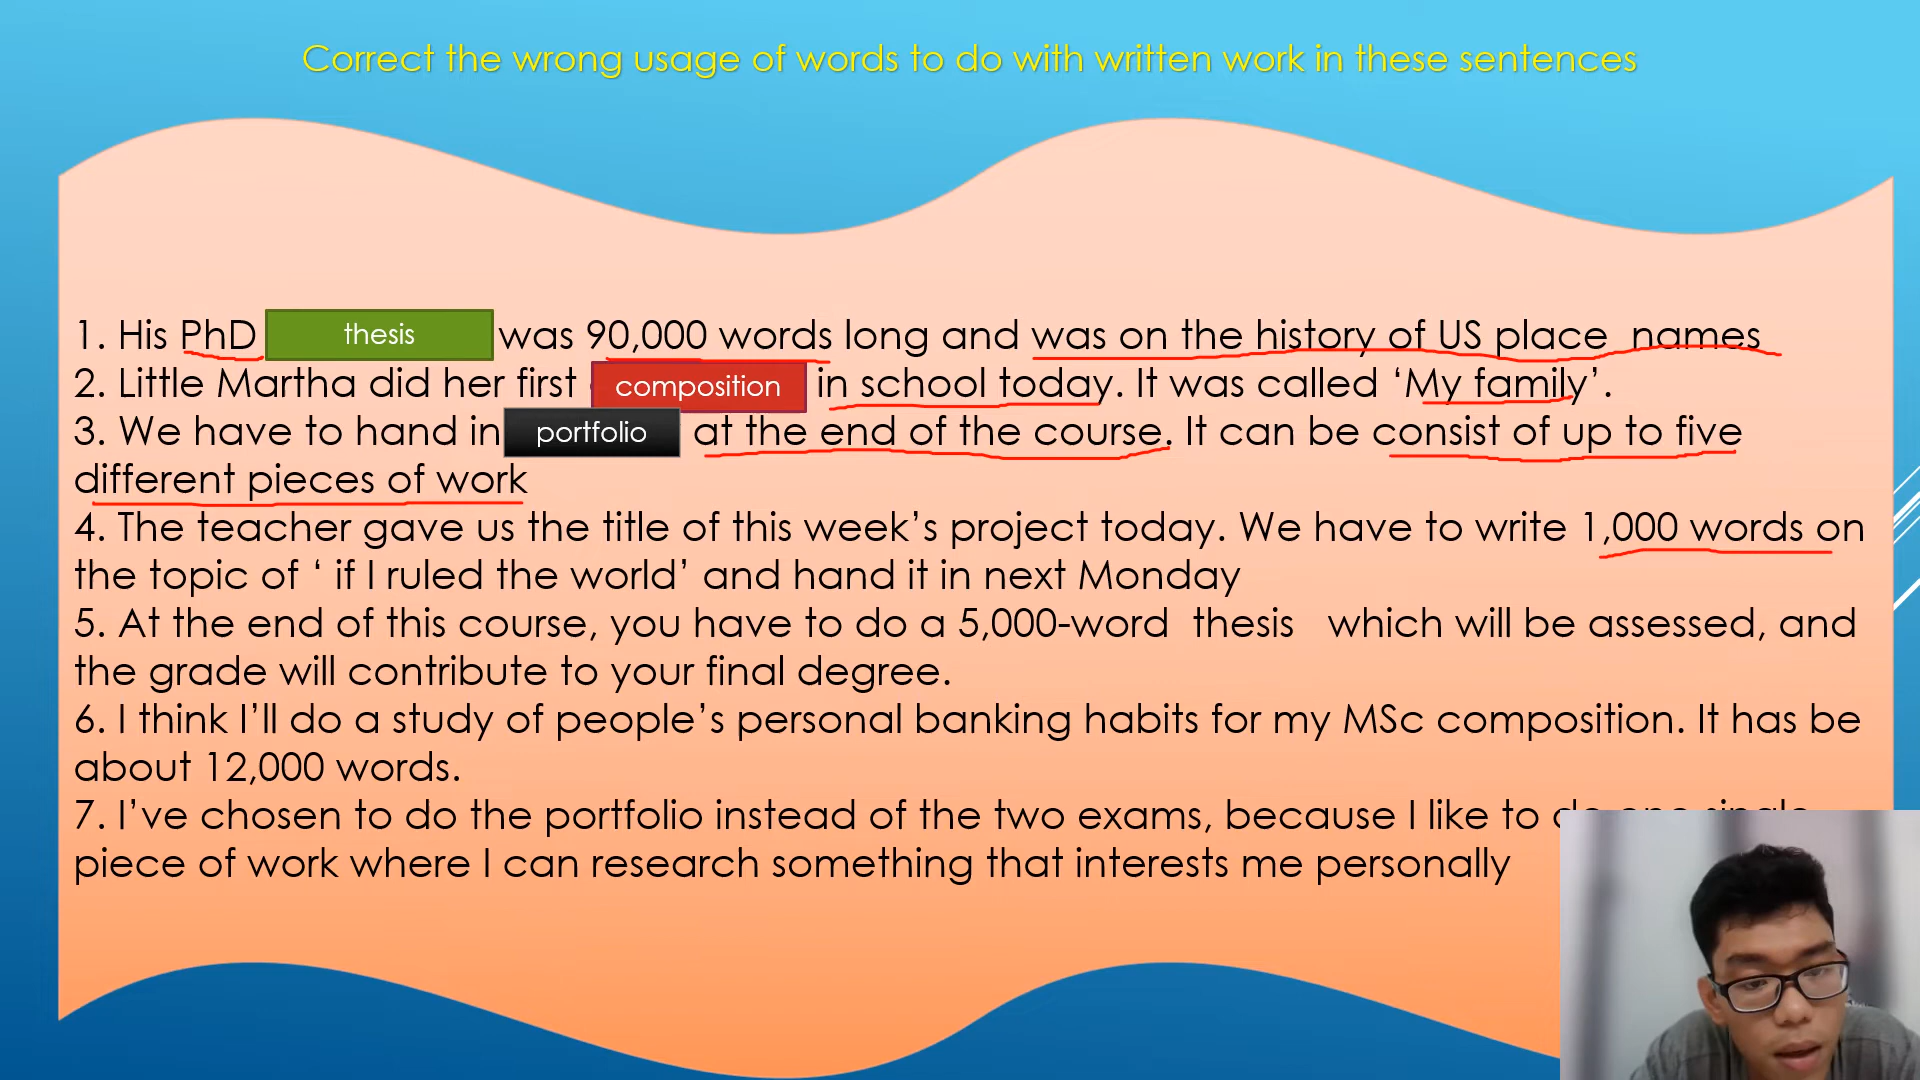 Correct the wrong usage of words to do with written work in these sentences
1. His PhD thesis was 90,000 words long and was on the history of US place names
2. Little Martha did her first composition in school today. It was called ‘My family’.
3. We have to hand in portfolio at the end of the course. It can be consist of up to five
different pieces of work
4. The teacher gave us the title of this week’s project today. We have to write 1,000 words on
the topic of ‘ if I ruled the world’ and hand it in next Monday
5. At the end of this course, you have to do a 5,000-word thesis which will be assessed, and
the grade will contribute to your final degree.
6. I think I’ll do a study of people’s personal banking habits for my MSc composition. It has be
about 12,000 words.
7. I’ve chosen to do the portfolio instead of the two exams, because I like to do one single
piece of work where I can research something that interests me personally